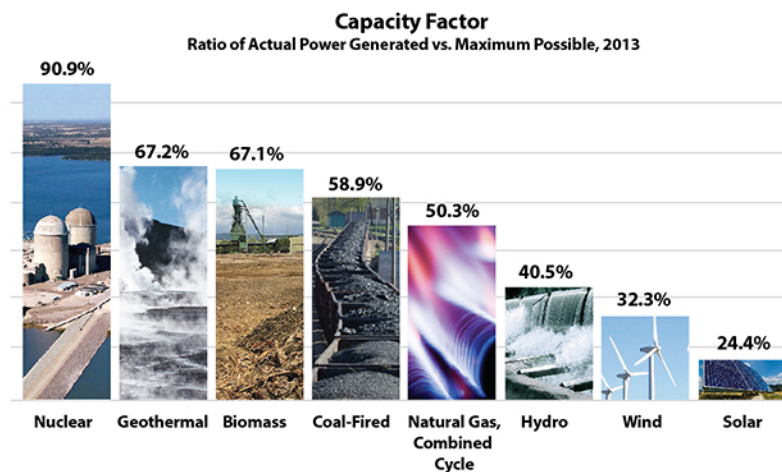 Capacity Factor
Ratio of Actual Power Generated vs. Maximum Possible, 2013
90.9%
67.2%
67.1%
58.9%
50.3%
40.5%
32.3%
24.4%
Nuclear
Geothermal
Biomass
Coal-Fired
Natural Gas,
Combined
Cycle
Hydro
Wind
Solar